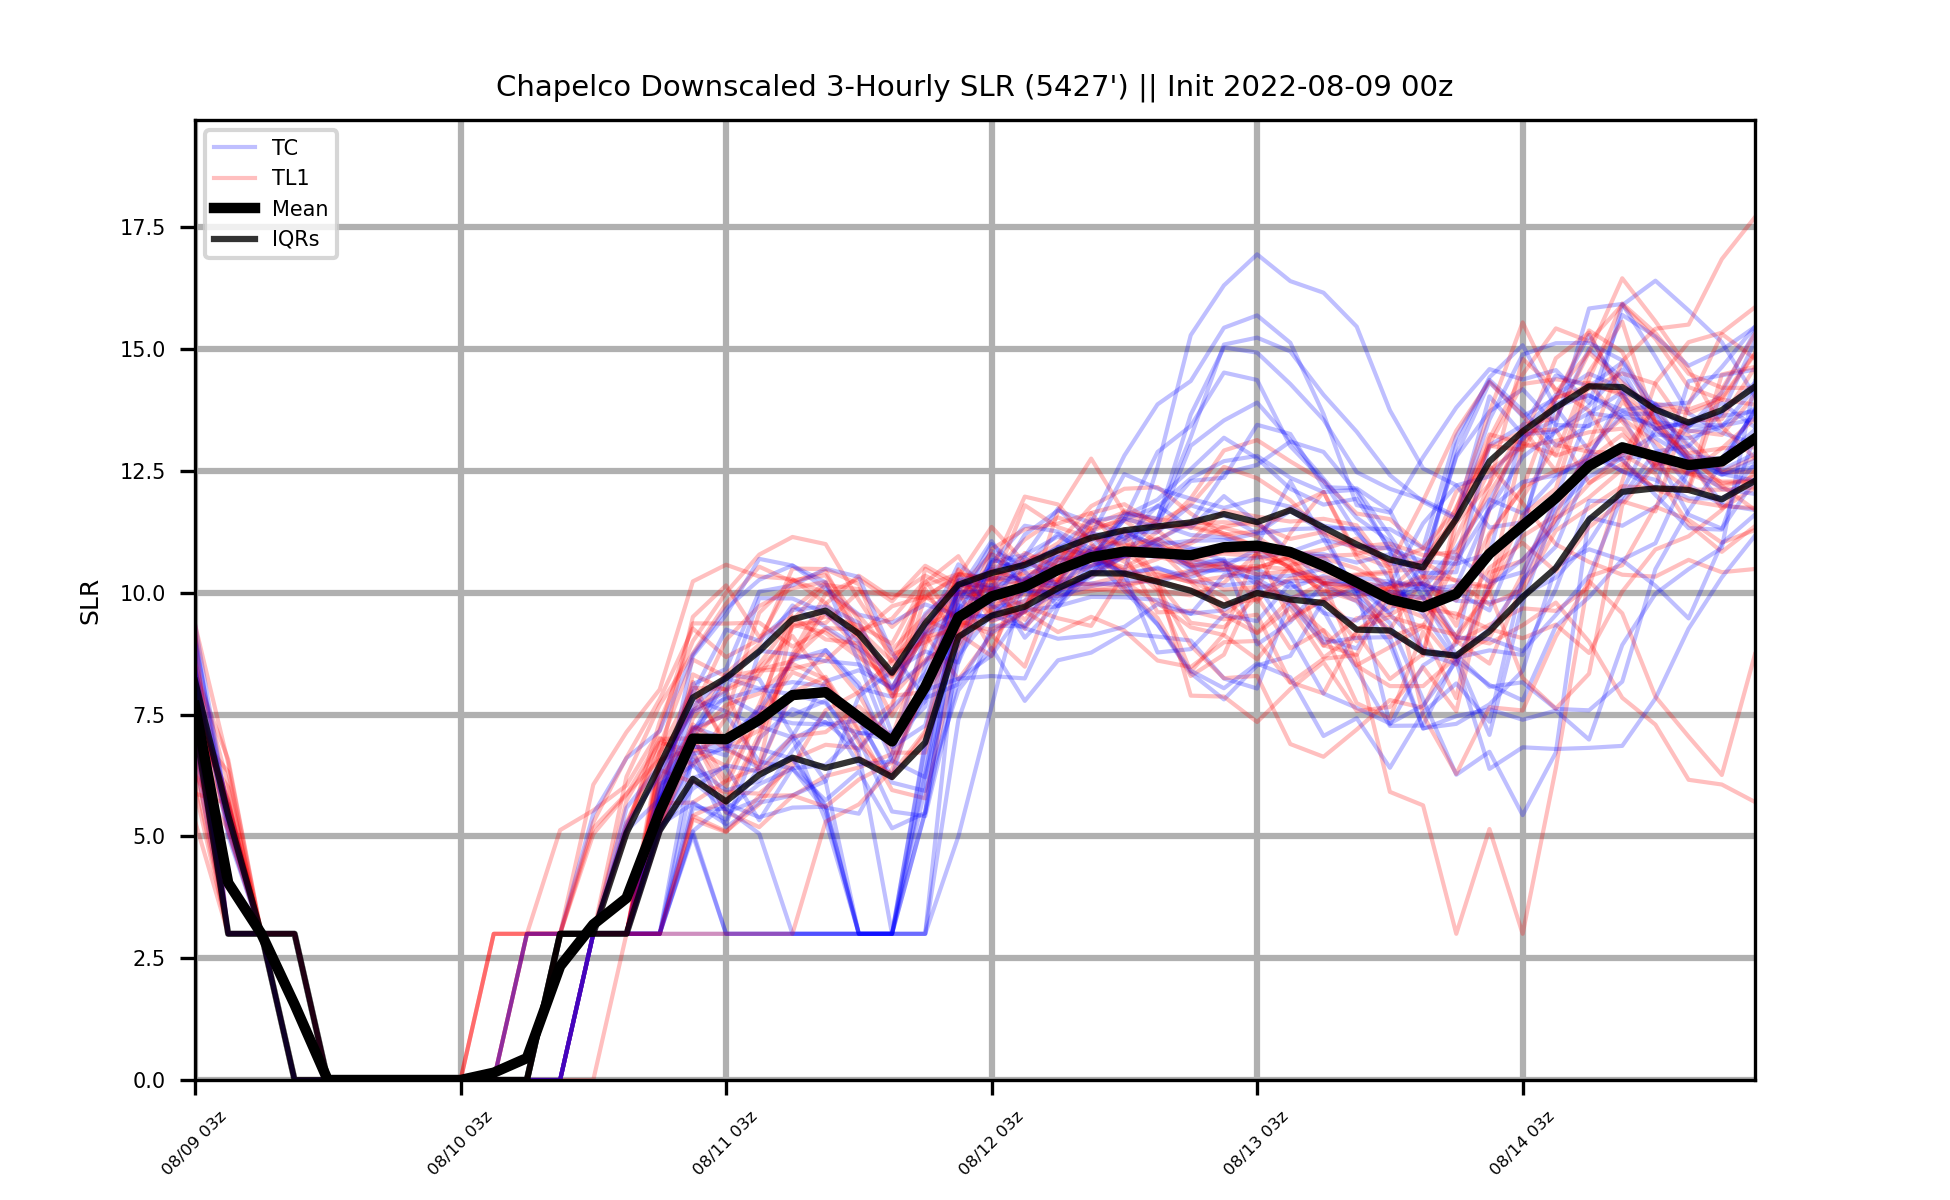 Chapelco Downscaled 3-Hourly SLR (5427') || Init 2022-08-09 00z
TC
TL1
Mean
IQRs
SLR
17.5
15.0
12.5
10.0
7.5
5.0
2.5
0.0
08/09 03z
08/10 03z
08/11 03z
08/12 03z
08/13 03z
08/14 03z